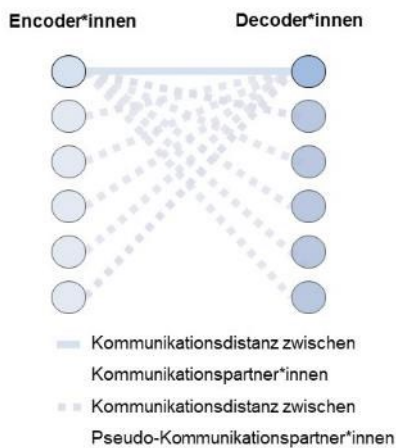 Encoder*innen
Decoder*innen
Kommunikationsdistanz zwischen
Kommunikationspartner*innen
Kommunikationsdistanz zwischen
Pseudo-Kommunikationspartner*innen